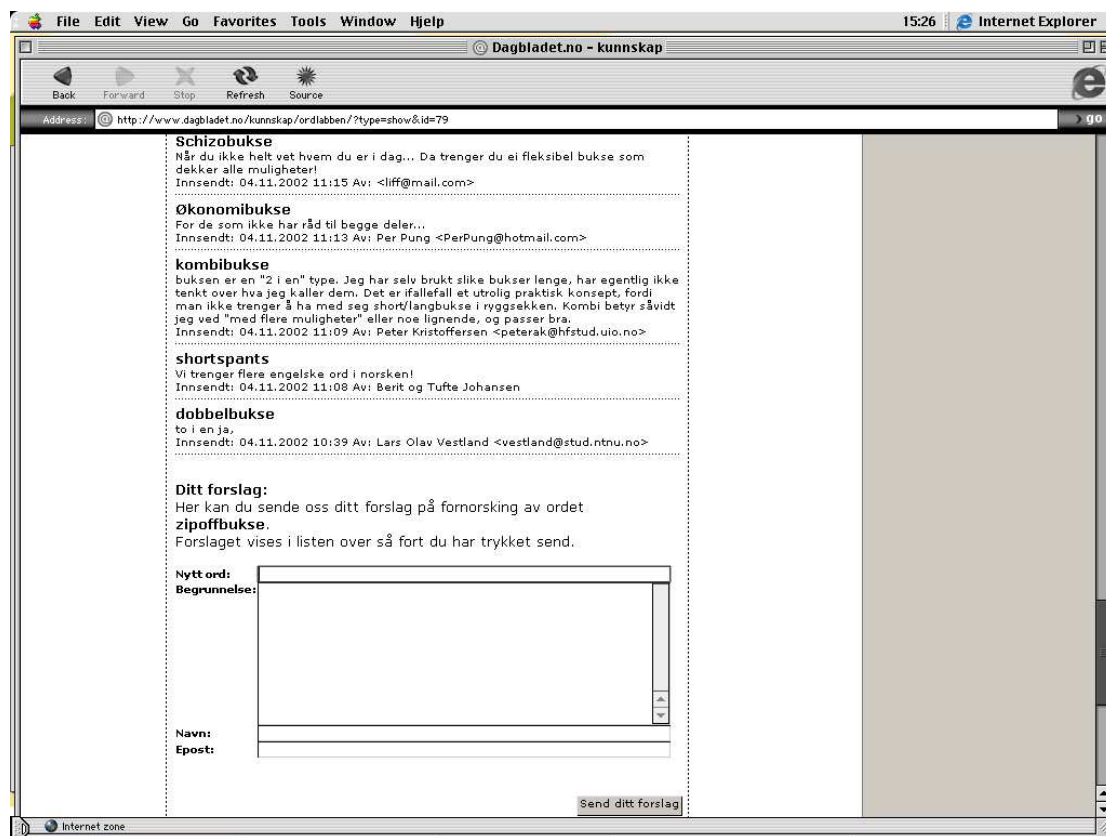 File Edit View Go Favorites Tools Window Hjelp 15:26 Internet Explorer
Dagbladet.no - kunnskap
Back Forward Stop Refresh Source
Address: http://www.dagbladet.no/kunnskap/ordlabben/?type=show&id=79 go
Schizobukse
Når du ikke helt vet hvem du er i dag... Da trenger du ei fleksibel bukse som
dekker alle muligheter!
Innsendt: 04.11.2002 11:15 Av: <liff@mail.com>
Økonomibukse
For de som ikke har råd til begge deler...
Innsendt: 04.11.2002 11:13 Av: Per Pung <PerPung@hotmail.com>
kombibukse
buksen er en "2 i en" type. Jeg har selv brukt slike bukser lenge, har egentlig ikke
tenkt over hva jeg kaller dem. Det er ifallefall et utrolig praktisk konsept, fordi
man ikke trenger å ha med seg short/langbukse i ryggsekken. Kombi betyr såvidt
jeg ved "med flere muligheter" eller noe lignende, og passer bra.
Innsendt: 04.11.2002 11:09 Av: Peter Kristoffersen <peterak@hfstud.uio.no>
shortspants
Vi trenger flere engelske ord i norsken!
Innsendt: 04.11.2002 11:08 Av: Berit og Tufte Johansen
dobbelbukse
to i en ja,
Innsendt: 04.11.2002 10:39 Av: Lars Olav Vestland <vestland@stud.ntnu.no>
Ditt forslag:
Her kan du sende oss ditt forslag på fornorsking av ordet
zipoffbukse.
Forslaget vises i listen over så fort du har trykket send.
Nytt ord:
Begrunnelse:
Navn:
Epost:
Send ditt forslag
Internet zone